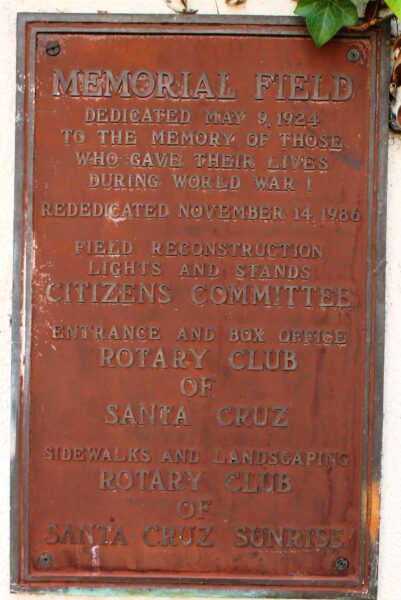 MEMORIAL FIELD
DEDICATED MAY 9, 1924
TO THE MEMORY OF THOSE
WHO GAVE THEIR LIVES
DURING WORLD WAR I
REDEDICATED NOVEMBER 14, 1986
FIELD RECONSTRUCTION
LIGHTS AND STANDS
CITIZENS COMMITTEE
ENTRANCE AND BOX OFFICE
ROTARY CLUB
OF
SANTA CRUZ
SIDEWALKS AND LANDSCAPING
ROTARY CLUB
OF
SANTA CRUZ SUNRISE